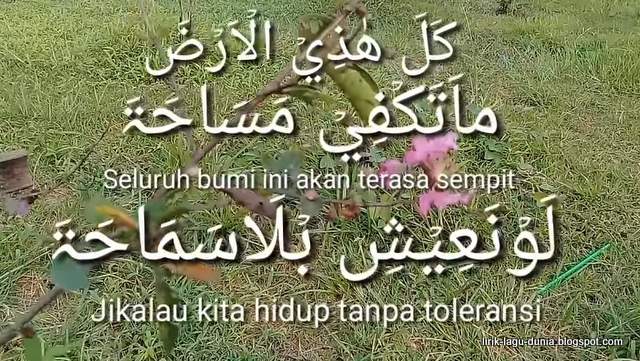 كَلَ هٰذِيْ الْاَرْضَ
مَاتَكْفِيْ مَسَاحَةَ
Seluruh bumi ini akan terasa sempit
لَوْنَعِيْشِ بْلَاسَمَاحَةَ
Jikalau kita hidup tanpa toleransi
lirik-lagu-dunia.blogspot.com